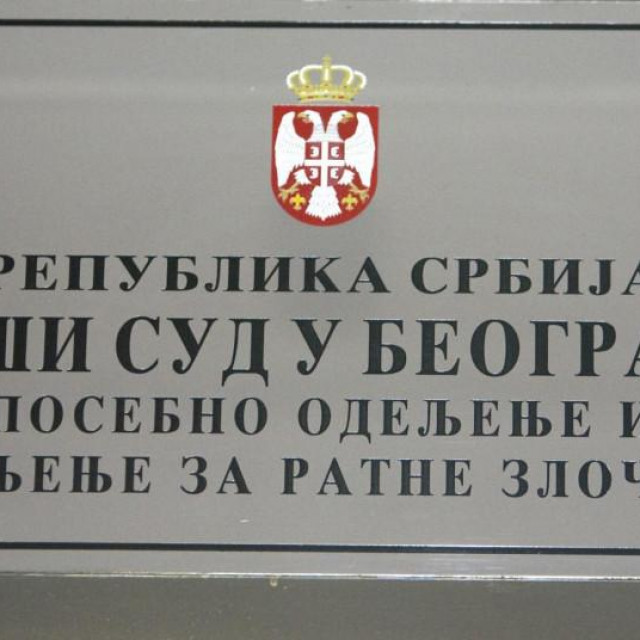 РЕПУБЛИКА СРБИЈА
ШИ СУД У БЕОГРА
ПОСЕБНО ОДЕЉЕЊЕ И
ЉЕЊЕ ЗА РАТНЕ ЗЛОЧ